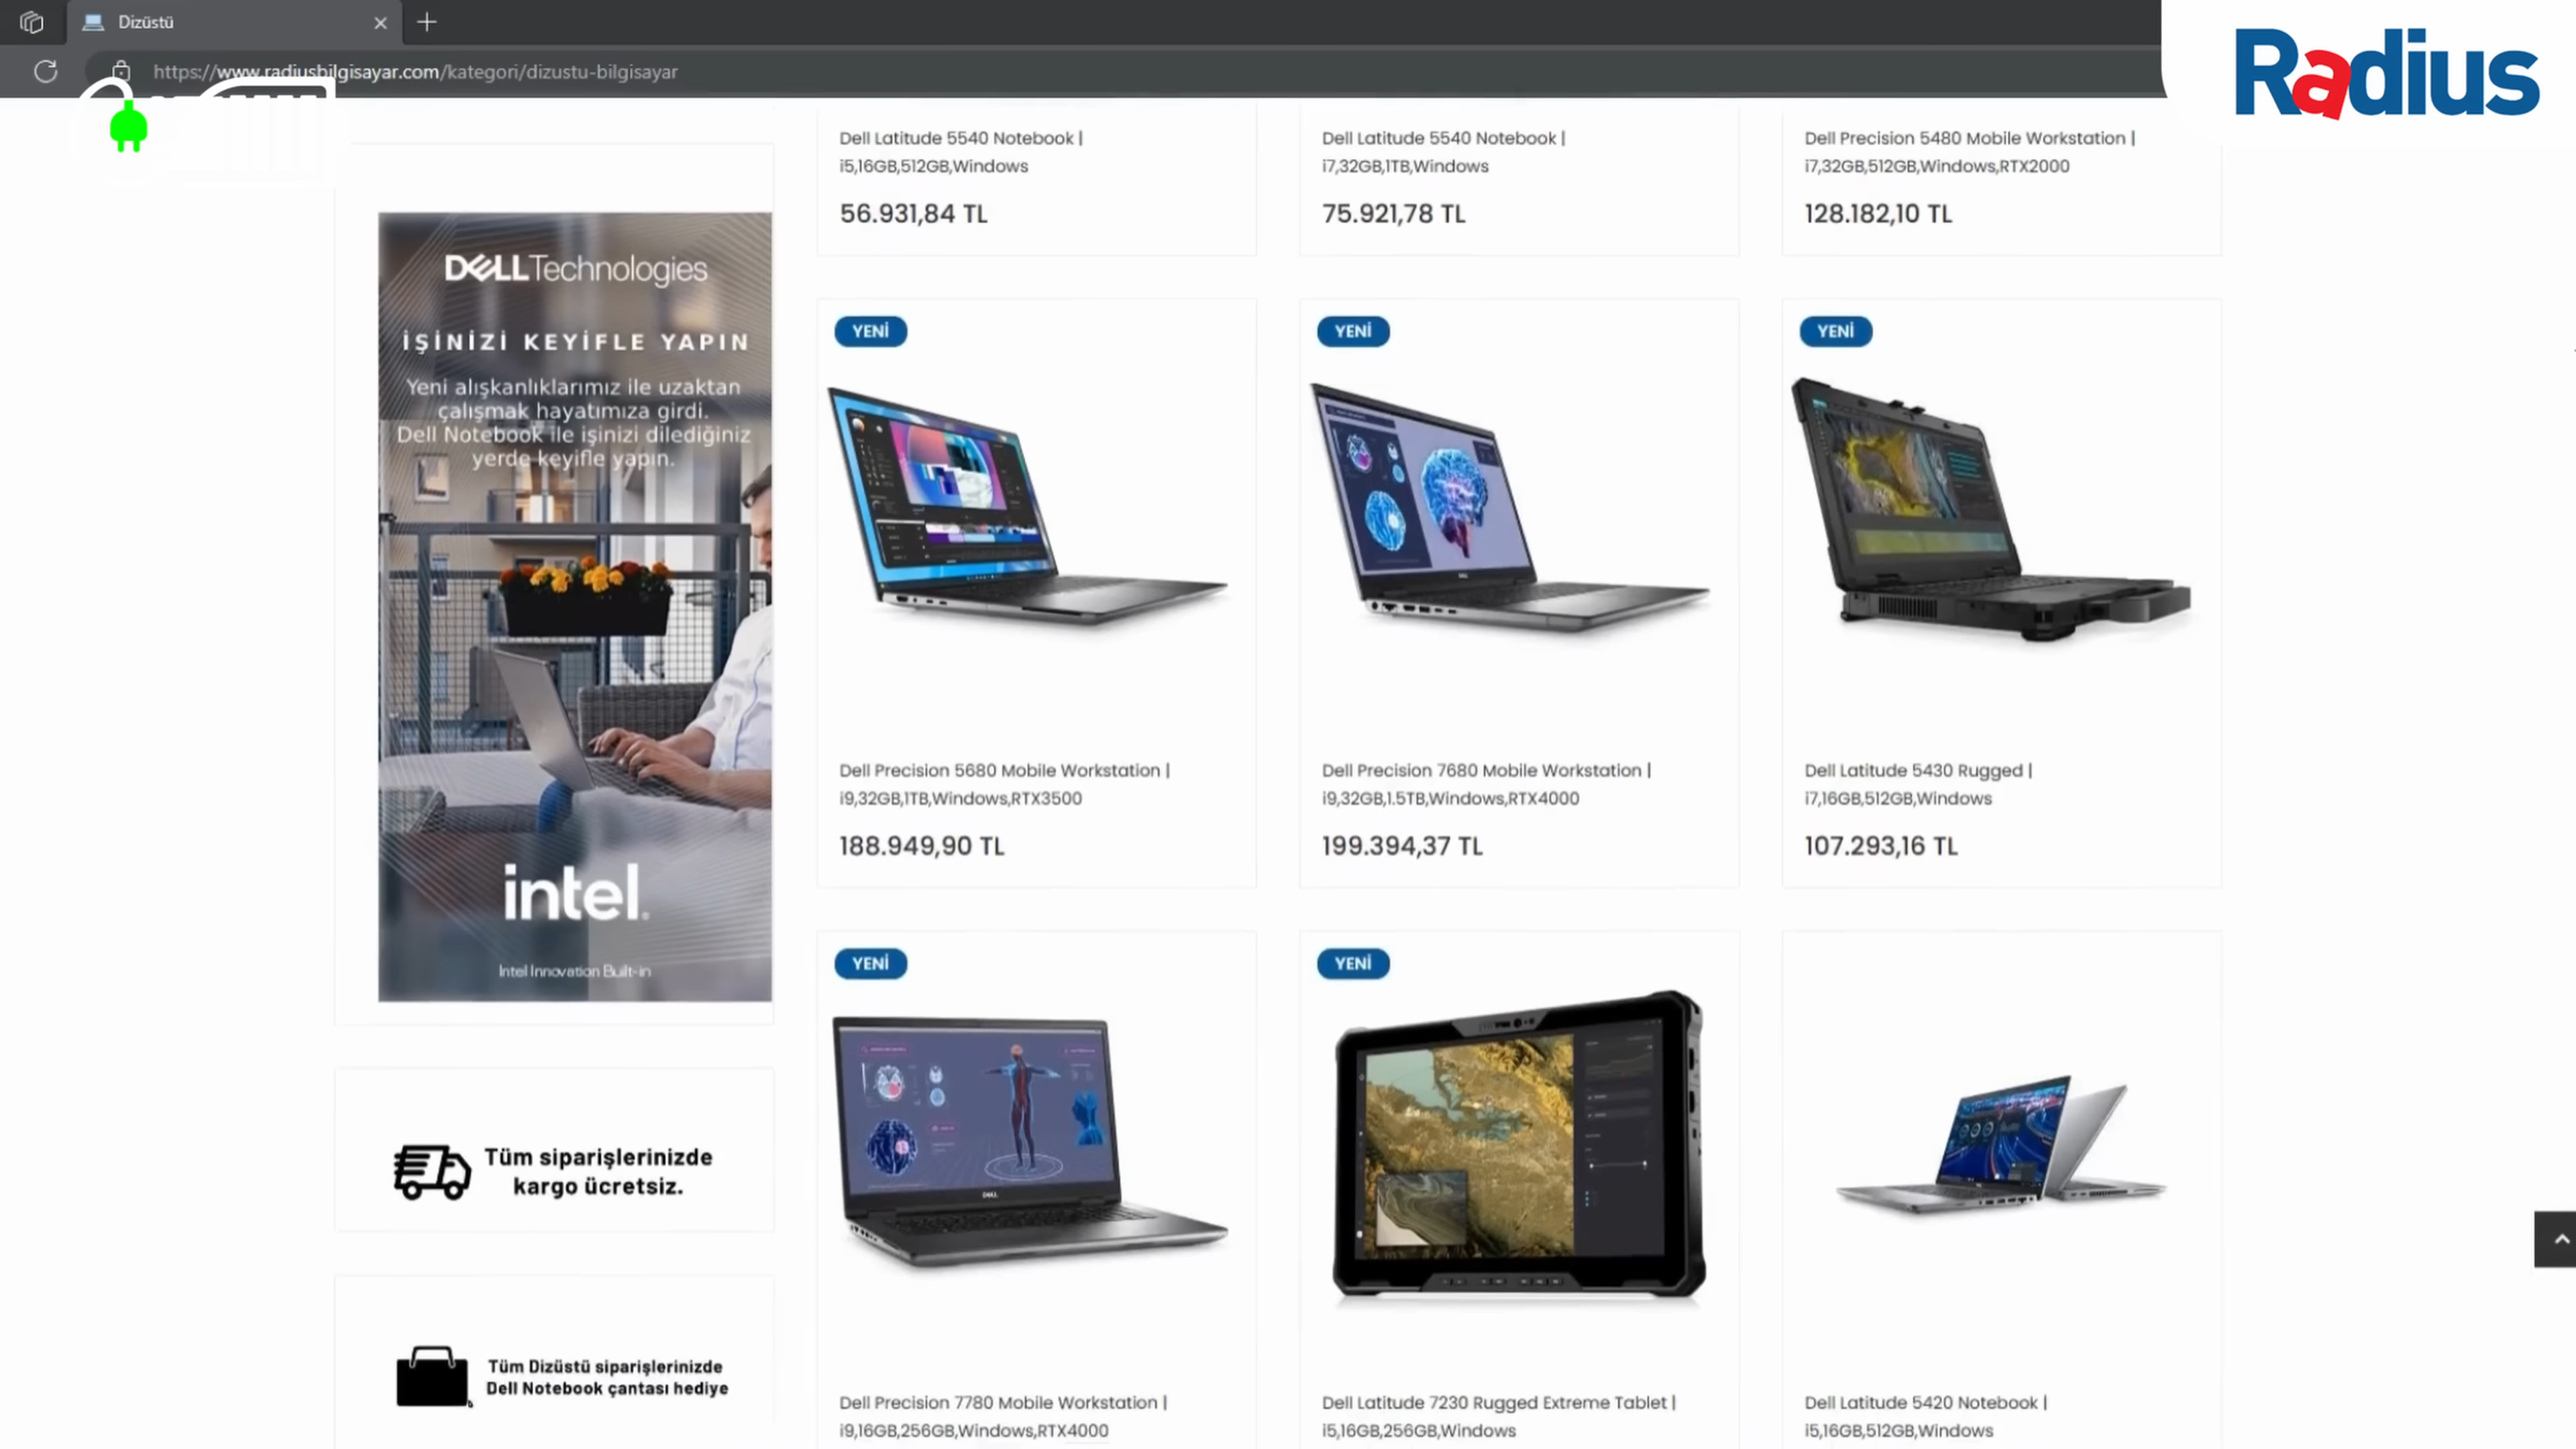 Dizüstü
https://www.radiusbilgisayar.com/kategori/dizustu-bilgisayar
Radius
Dell Latitude 5540 Notebook |
i5,16GB,512GB,Windows
56.931,84 TL
Dell Latitude 5540 Notebook |
i7,32GB,1TB,Windows
75.921,78 TL
Dell Precision 5480 Mobile Workstation |
i7,32GB,512GB,Windows,RTX2000
128.182,10 TL
DELLTechnologies
İŞİNİZİ KEYİFLE YAPIN
Yeni alışkanlıklarımız ile uzaktan
çalışmak hayatımıza girdi.
Dell Notebook ile işinizi dilediğiniz
yerde keyifle yapın.
intel.
Intel Innovation Built-in
YENİ
Dell Precision 5680 Mobile Workstation |
i9,32GB,1TB,Windows,RTX3500
188.949,90 TL
YENİ
Dell Precision 7680 Mobile Workstation |
i9,32GB,1.5TB,Windows,RTX4000
199.394,37 TL
YENİ
Dell Latitude 5430 Rugged |
i7,16GB,512GB,Windows
107.293,16 TL
Tüm siparişlerinizde
kargo ücretsiz.
Tüm Dizüstü siparişlerinizde
Dell Notebook çantası hediye
YENİ
DELL
Dell Precision 7780 Mobile Workstation |
i9,16GB,256GB,Windows,RTX4000
YENİ
Dell Latitude 7230 Rugged Extreme Tablet |
i5,16GB,256GB,Windows
Dell Latitude 5420 Notebook |
i5,16GB,512GB,Windows